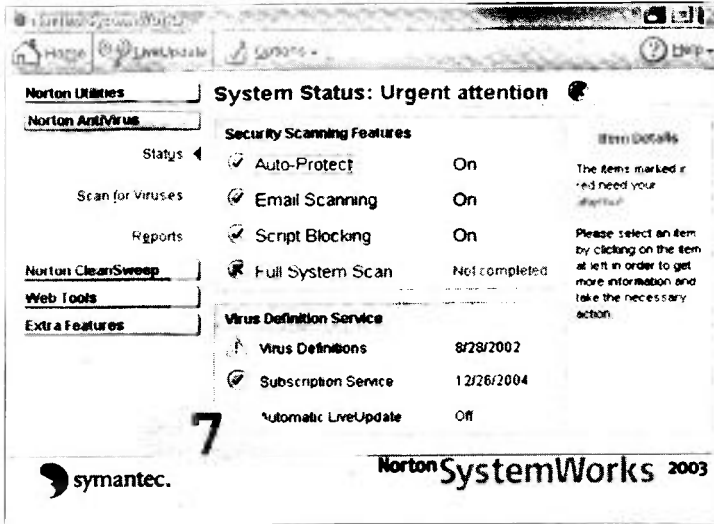 Norton SystemWorks
Home LiveUpdate Options Help
System Status: Urgent attention
Norton Utilities
Norton AntiVirus
Status
Scan for Viruses
Reports
Norton CleanSweep
Web Tools
Extra Features
Security Scanning Features
Auto-Protect On
Email Scanning On
Script Blocking On
Full System Scan Not completed
Virus Definition Service
Virus Definitions 8/28/2002
Subscription Service 12/26/2004
Automatic LiveUpdate Off
Item Details
The items marked in
red need your
attention
Please select an item
by clicking on the item
at left in order to get
more information and
take the necessary
action.
7
symantec.
Norton SystemWorks 2003